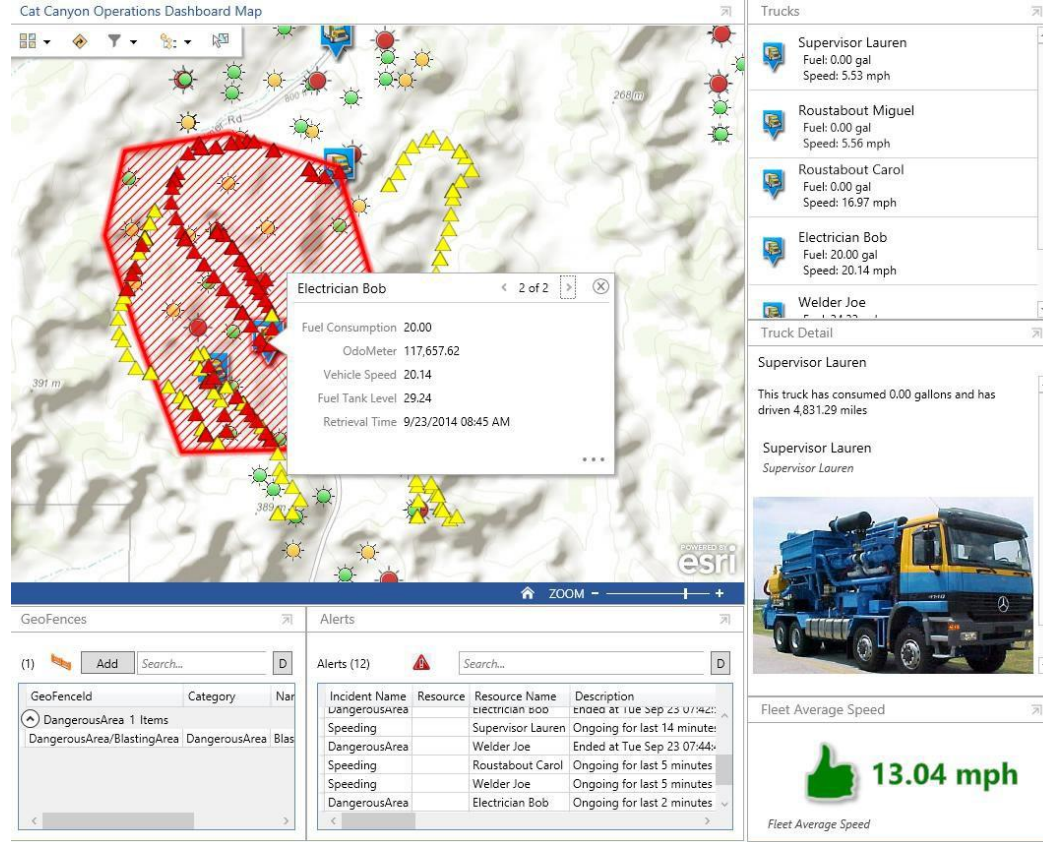 Cat Canyon Operations Dashboard Map
Rd
800 m
268m
391 m
389 m
Electrician Bob
2 of 2
Fuel Consumption 20.00
OdoMeter 117,657.62
Vehicle Speed 20.14
Fuel Tank Level 29.24
Retrieval Time 9/23/2014 08:45 AM
POWERED BY
esri
ZOOM - +
Trucks
Supervisor Lauren
Fuel: 0.00 gal
Speed: 5.53 mph
Roustabout Miguel
Fuel: 0.00 gal
Speed: 5.56 mph
Roustabout Carol
Fuel: 0.00 gal
Speed: 16.97 mph
Electrician Bob
Fuel: 20.00 gal
Speed: 20.14 mph
Welder Joe
Truck Detail
Supervisor Lauren
This truck has consumed 0.00 gallons and has
driven 4,831.29 miles
Supervisor Lauren
Supervisor Lauren
GeoFences
(1) Add Search... D
GeoFenceId Category Nar
DangerousArea 1 Items
DangerousArea/BlastingArea DangerousArea Blas
Alerts
Alerts (12) Search... D
Incident Name Resource Resource Name Description
DangerousArea Electrician Bob Ended at Tue Sep 23 07:42:
Speeding Supervisor Lauren Ongoing for last 14 minutes
DangerousArea Welder Joe Ended at Tue Sep 23 07:44:
Speeding Roustabout Carol Ongoing for last 5 minutes
Speeding Welder Joe Ongoing for last 5 minutes
DangerousArea Electrician Bob Ongoing for last 2 minutes
Fleet Average Speed
13.04 mph
Fleet Average Speed